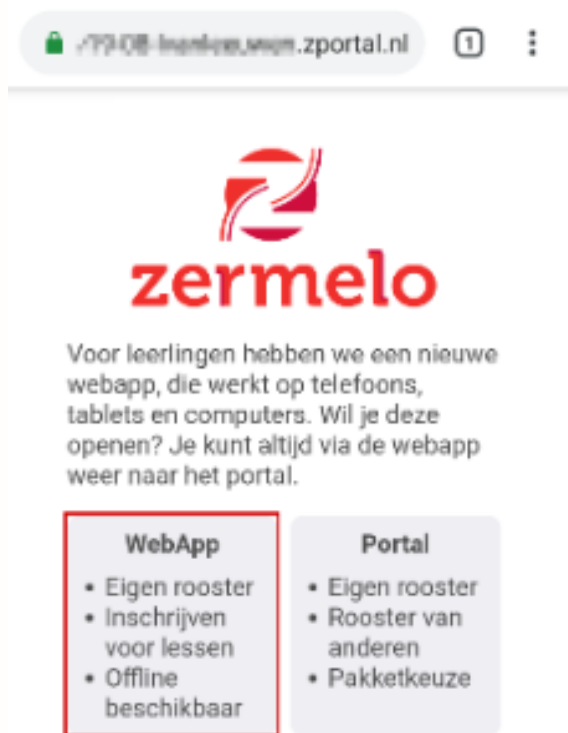 .zportal.nl
1
zermelo
Voor leerlingen hebben we een nieuwe
webapp, die werkt op telefoons,
tablets en computers. Wil je deze
openen? Je kunt altijd via de webapp
weer naar het portal.
WebApp
• Eigen rooster
• Inschrijven
voor lessen
• Offline
beschikbaar
Portal
• Eigen rooster
• Rooster van
anderen
• Pakketkeuze